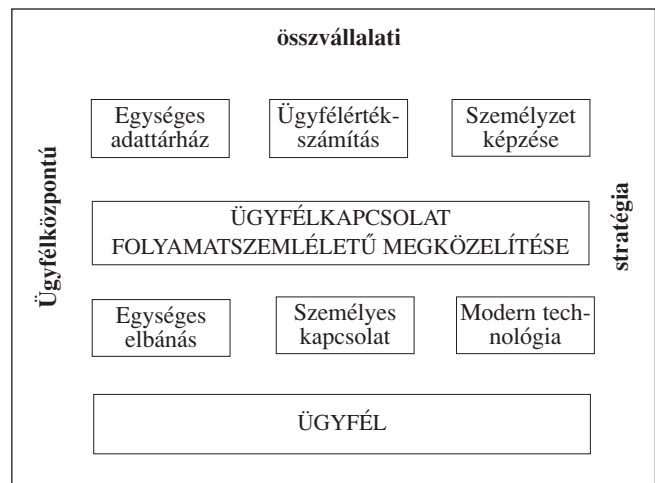 összvállalati
Ügyfélközpontú
stratégia
Egységes
adattárház
Ügyfélérték-
számítás
Személyzet
képzése
ÜGYFÉLKAPCSOLAT
FOLYAMATSZEMLÉLETŰ MEGKÖZELÍTÉSE
Egységes
elbánás
Személyes
kapcsolat
Modern tech-
nológia
ÜGYFÉL